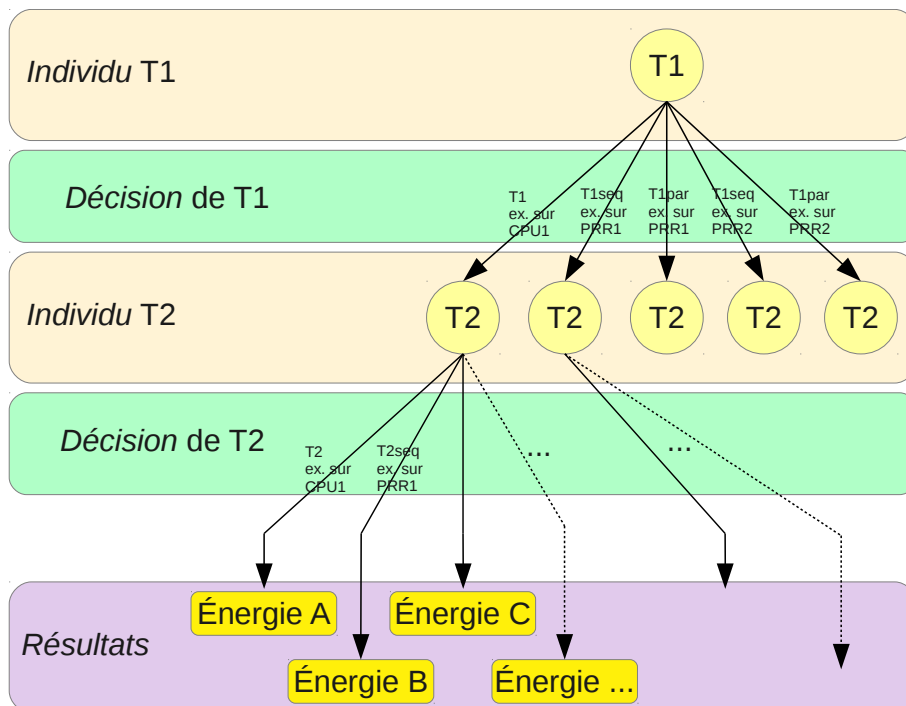 Individu T1
T1
Décision de T1
T1
ex. sur
CPU1
T1seq
ex. sur
PRR1
T1par
ex. sur
PRR1
T1seq
ex. sur
PRR2
T1par
ex. sur
PRR2
Individu T2
T2
T2
T2
T2
T2
Décision de T2
T2
ex. sur
CPU1
T2seq
ex. sur
PRR1
...
...
Résultats
Énergie A
Énergie C
Énergie B
Énergie ...